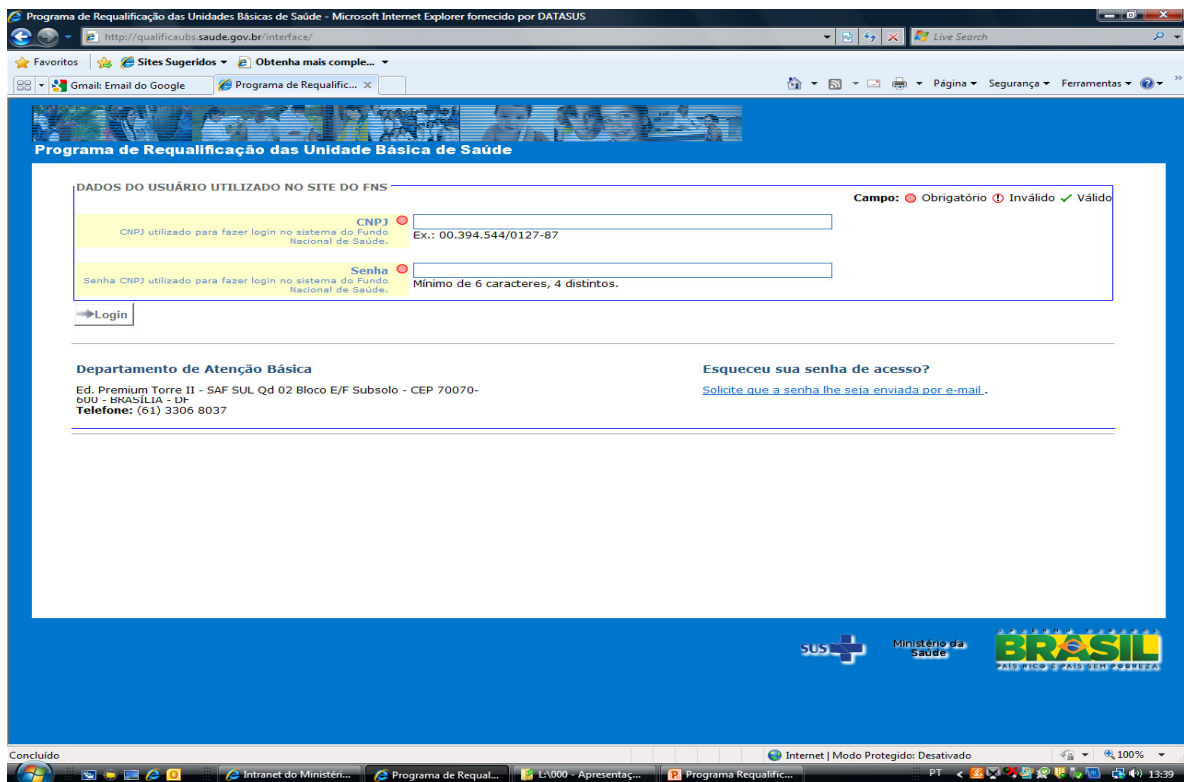 Programa de Requalificação das Unidades Básicas de Saúde - Microsoft Internet Explorer fornecido por DATASUS
http://qualificaubs.saude.gov.br/interface/
Live Search
Favoritos
Sites Sugeridos
Obtenha mais comple...
Gmail: Email do Google
Programa de Requalific... X
Página
Segurança
Ferramentas
Programa de Requalificação das Unidade Básica de Saúde
DADOS DO USUÁRIO UTILIZADO NO SITE DO FNS
Campo: Obrigatório Inválido Válido
CNPJ
CNPJ utilizado para fazer login no sistema do Fundo
Nacional de Saúde.
Ex.: 00.394.544/0127-87
Senha
Senha CNPJ utilizado para fazer login no sistema do Fundo
Nacional de Saúde.
Mínimo de 6 caracteres, 4 distintos.
Login
Departamento de Atenção Básica
Ed. Premium Torre II - SAF SUL Qd 02 Bloco E/F Subsolo - CEP 70070-
600 - BRASÍLIA - DF
Telefone: (61) 3306 8037
Esqueceu sua senha de acesso?
Solicite que a senha lhe seja enviada por e-mail .
SUS
Ministério da
Saúde
GOVERNO FEDERAL
BRASIL
PAÍS RICO É PAÍS SEM POBREZA
Concluído
Internet | Modo Protegido: Desativado
100%
Intranet do Ministéri...
Programa de Requal...
L:\000 - Apresentaç...
Programa Requalific...
PT
13:39